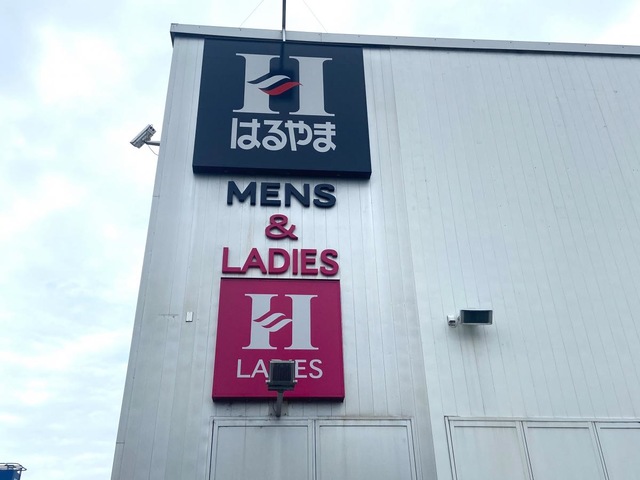 H
はるやま
MENS
&
LADIES
H
LADIES